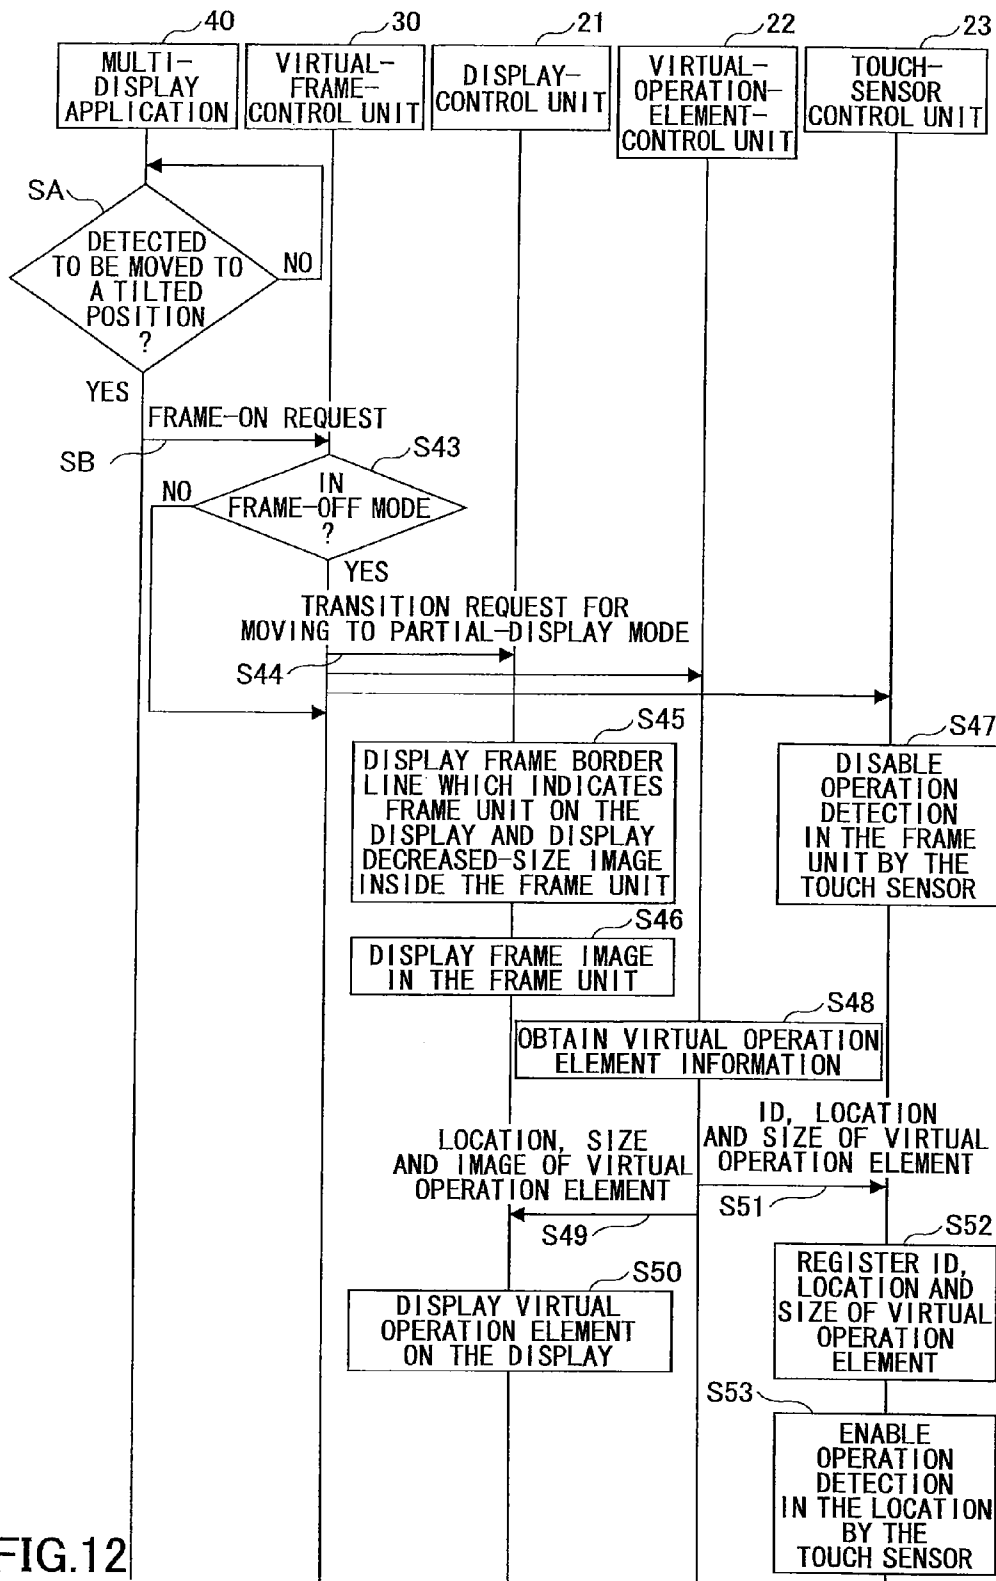 40
30
21
22
23
MULTI-
DISPLAY
APPLICATION
VIRTUAL-
FRAME-
CONTROL UNIT
DISPLAY-
CONTROL UNIT
VIRTUAL-
OPERATION-
ELEMENT-
CONTROL UNIT
TOUCH-
SENSOR
CONTROL UNIT
SA
DETECTED
TO BE MOVED TO
A TILTED
POSITION
?
NO
YES
FRAME-ON REQUEST
SB
S43
IN
FRAME-OFF MODE
?
NO
YES
TRANSITION REQUEST FOR
MOVING TO PARTIAL-DISPLAY MODE
S44
S45
DISPLAY FRAME BORDER
LINE WHICH INDICATES
FRAME UNIT ON THE
DISPLAY AND DISPLAY
DECREASED-SIZE IMAGE
INSIDE THE FRAME UNIT
S47
DISABLE
OPERATION
DETECTION
IN THE FRAME
UNIT BY THE
TOUCH SENSOR
S46
DISPLAY FRAME IMAGE
IN THE FRAME UNIT
S48
OBTAIN VIRTUAL OPERATION
ELEMENT INFORMATION
ID, LOCATION
AND SIZE OF VIRTUAL
OPERATION ELEMENT
S51
LOCATION, SIZE
AND IMAGE OF VIRTUAL
OPERATION ELEMENT
S49
S50
DISPLAY VIRTUAL
OPERATION ELEMENT
ON THE DISPLAY
S52
REGISTER ID,
LOCATION AND
SIZE OF VIRTUAL
OPERATION
ELEMENT
S53
ENABLE
OPERATION
DETECTION
IN THE LOCATION
BY THE
TOUCH SENSOR
FIG.12